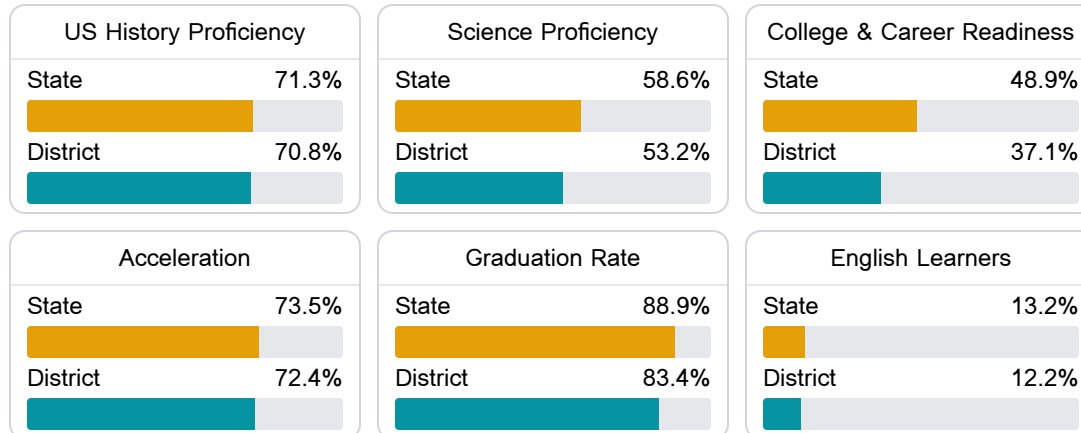 US History Proficiency
State 71.3%
District 70.8%
Science Proficiency
State 58.6%
District 53.2%
College & Career Readiness
State 48.9%
District 37.1%
Acceleration
State 73.5%
District 72.4%
Graduation Rate
State 88.9%
District 83.4%
English Learners
State 13.2%
District 12.2%